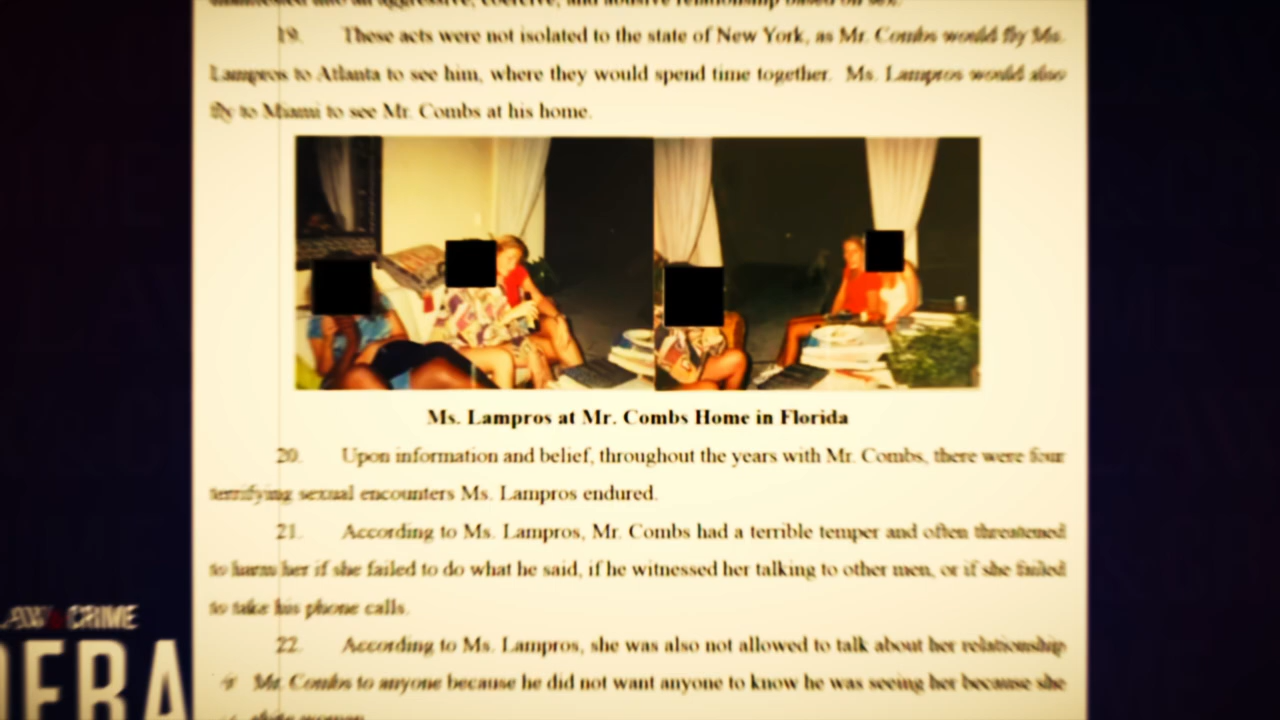 19. These acts were not isolated to the state of New York, as Mr. Combs would fly Ms.
Lampros to Atlanta to see him, where they would spend time together. Ms. Lampros would also
fly to Miami to see Mr. Combs at his home.
Ms. Lampros at Mr. Combs Home in Florida
20. Upon information and belief, throughout the years with Mr. Combs, there were four
terrifying sexual encounters Ms. Lampros endured.
21. According to Ms. Lampros, Mr. Combs had a terrible temper and often threatened
to harm her if she failed to do what he said, if he witnessed her talking to other men, or if she failed
to take his phone calls.
22. According to Ms. Lampros, she was also not allowed to talk about her relationship
Mr. Combs to anyone because he did not want anyone to know he was seeing her because she
CRIME